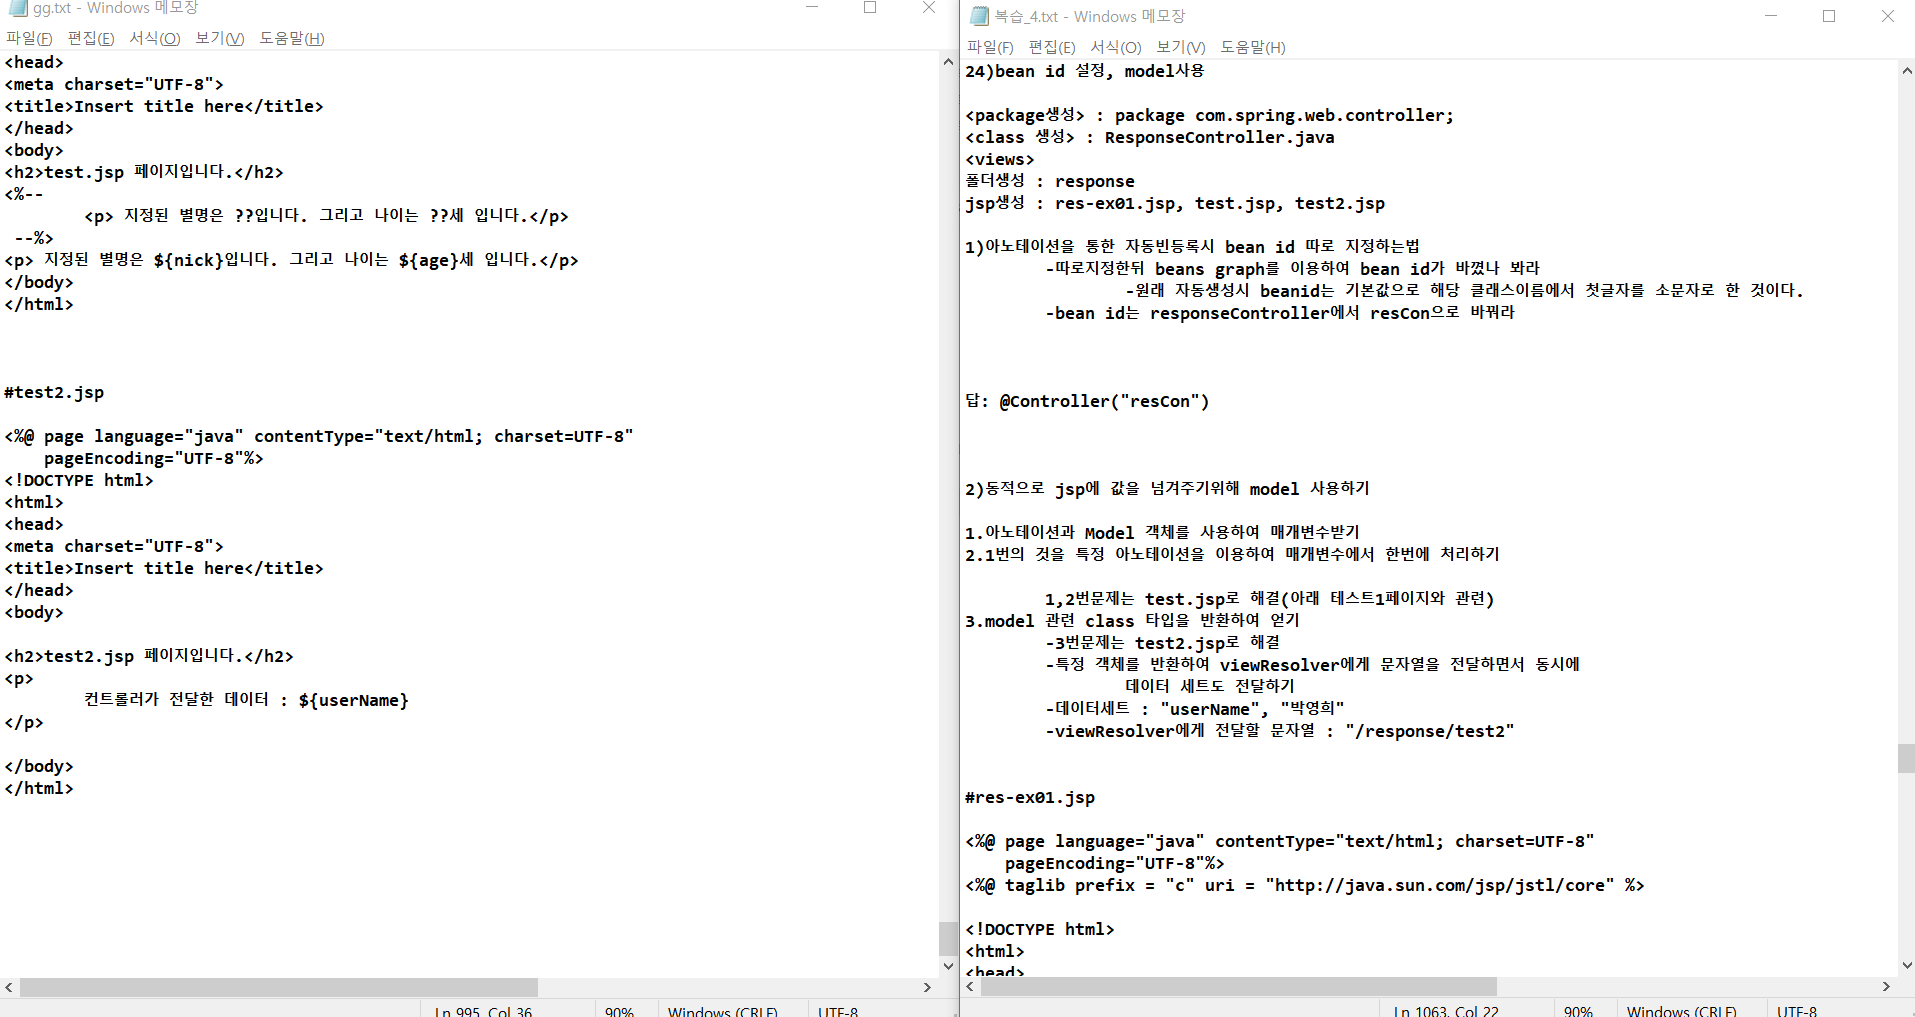 gg.txt - Windows 메모장
파일(F) 편집(E) 서식(O) 보기(V) 도움말(H)
<head>
<meta charset="UTF-8">
<title>Insert title here</title>
</head>
<body>
<h2>test.jsp 페이지입니다.</h2>
<%--
<p> 지정된 별명은 ??입니다. 그리고 나이는 ??세 입니다.</p>
--%>
<p> 지정된 별명은 ${nick}입니다. 그리고 나이는 ${age}세 입니다.</p>
</body>
</html>
#test2.jsp
<%@ page language="java" contentType="text/html; charset=UTF-8"
pageEncoding="UTF-8"%>
<!DOCTYPE html>
<html>
<head>
<meta charset="UTF-8">
<title>Insert title here</title>
</head>
<body>
<h2>test2.jsp 페이지입니다.</h2>
<p>
컨트롤러가 전달한 데이터 : ${userName}
</p>
</body>
</html>
Ln 995, Col 36 90% Windows (CRLF) UTF-8
복습_4.txt - Windows 메모장
파일(F) 편집(E) 서식(O) 보기(V) 도움말(H)
24)bean id 설정, model사용
<package생성> : package com.spring.web.controller;
<class 생성> : ResponseController.java
<views>
폴더생성 : response
jsp생성 : res-ex01.jsp, test.jsp, test2.jsp
1)아노테이션을 통한 자동빈등록시 bean id 따로 지정하는법
-따로지정한뒤 beans graph를 이용하여 bean id가 바꼈나 봐라
-원래 자동생성시 beanid는 기본값으로 해당 클래스이름에서 첫글자를 소문자로 한 것이다.
-bean id는 responseController에서 resCon으로 바꿔라
답: @Controller("resCon")
2)동적으로 jsp에 값을 넘겨주기위해 model 사용하기
1.아노테이션과 Model 객체를 사용하여 매개변수받기
2.1번의 것을 특정 아노테이션을 이용하여 매개변수에서 한번에 처리하기
1,2번문제는 test.jsp로 해결(아래 테스트1페이지와 관련)
3.model 관련 class 타입을 반환하여 얻기
-3번문제는 test2.jsp로 해결
-특정 객체를 반환하여 viewResolver에게 문자열을 전달하면서 동시에
데이터 세트도 전달하기
-데이터세트 : "userName", "박영희"
-viewResolver에게 전달할 문자열 : "/response/test2"
#res-ex01.jsp
<%@ page language="java" contentType="text/html; charset=UTF-8"
pageEncoding="UTF-8"%>
<%@ taglib prefix = "c" uri = "http://java.sun.com/jsp/jstl/core" %>
<!DOCTYPE html>
<html>
<head>
Ln 1063, Col 22 90% Windows (CRLF) UTF-8